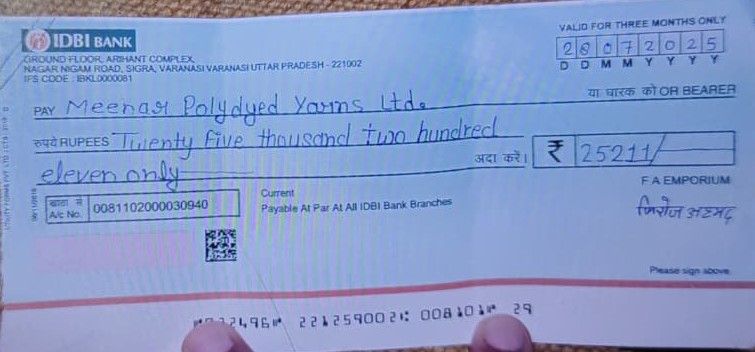 IDBI BANK
GROUND FLOOR, ARIHANT COMPLEX,
NAGAR NIGAM ROAD, SIGRA, VARANASI VARANASI UTTAR PRADESH - 221002
IFS CODE : IBKL0000081
VALID FOR THREE MONTHS ONLY
2 8 0 7 2 0 2 5
D D M M Y Y Y Y
PAY Meenax Polydyed Yarns Ltd. या धारक को OR BEARER
रुपये RUPEES Twenty five thousand two hundred
eleven only अदा करें। ₹ 25211/
खाता सं
A/c No. 0081102000030940
Current
Payable At Par At All IDBI Bank Branches
F A EMPORIUM
फिरोज अहमद
Please sign above
221259002 008101 29